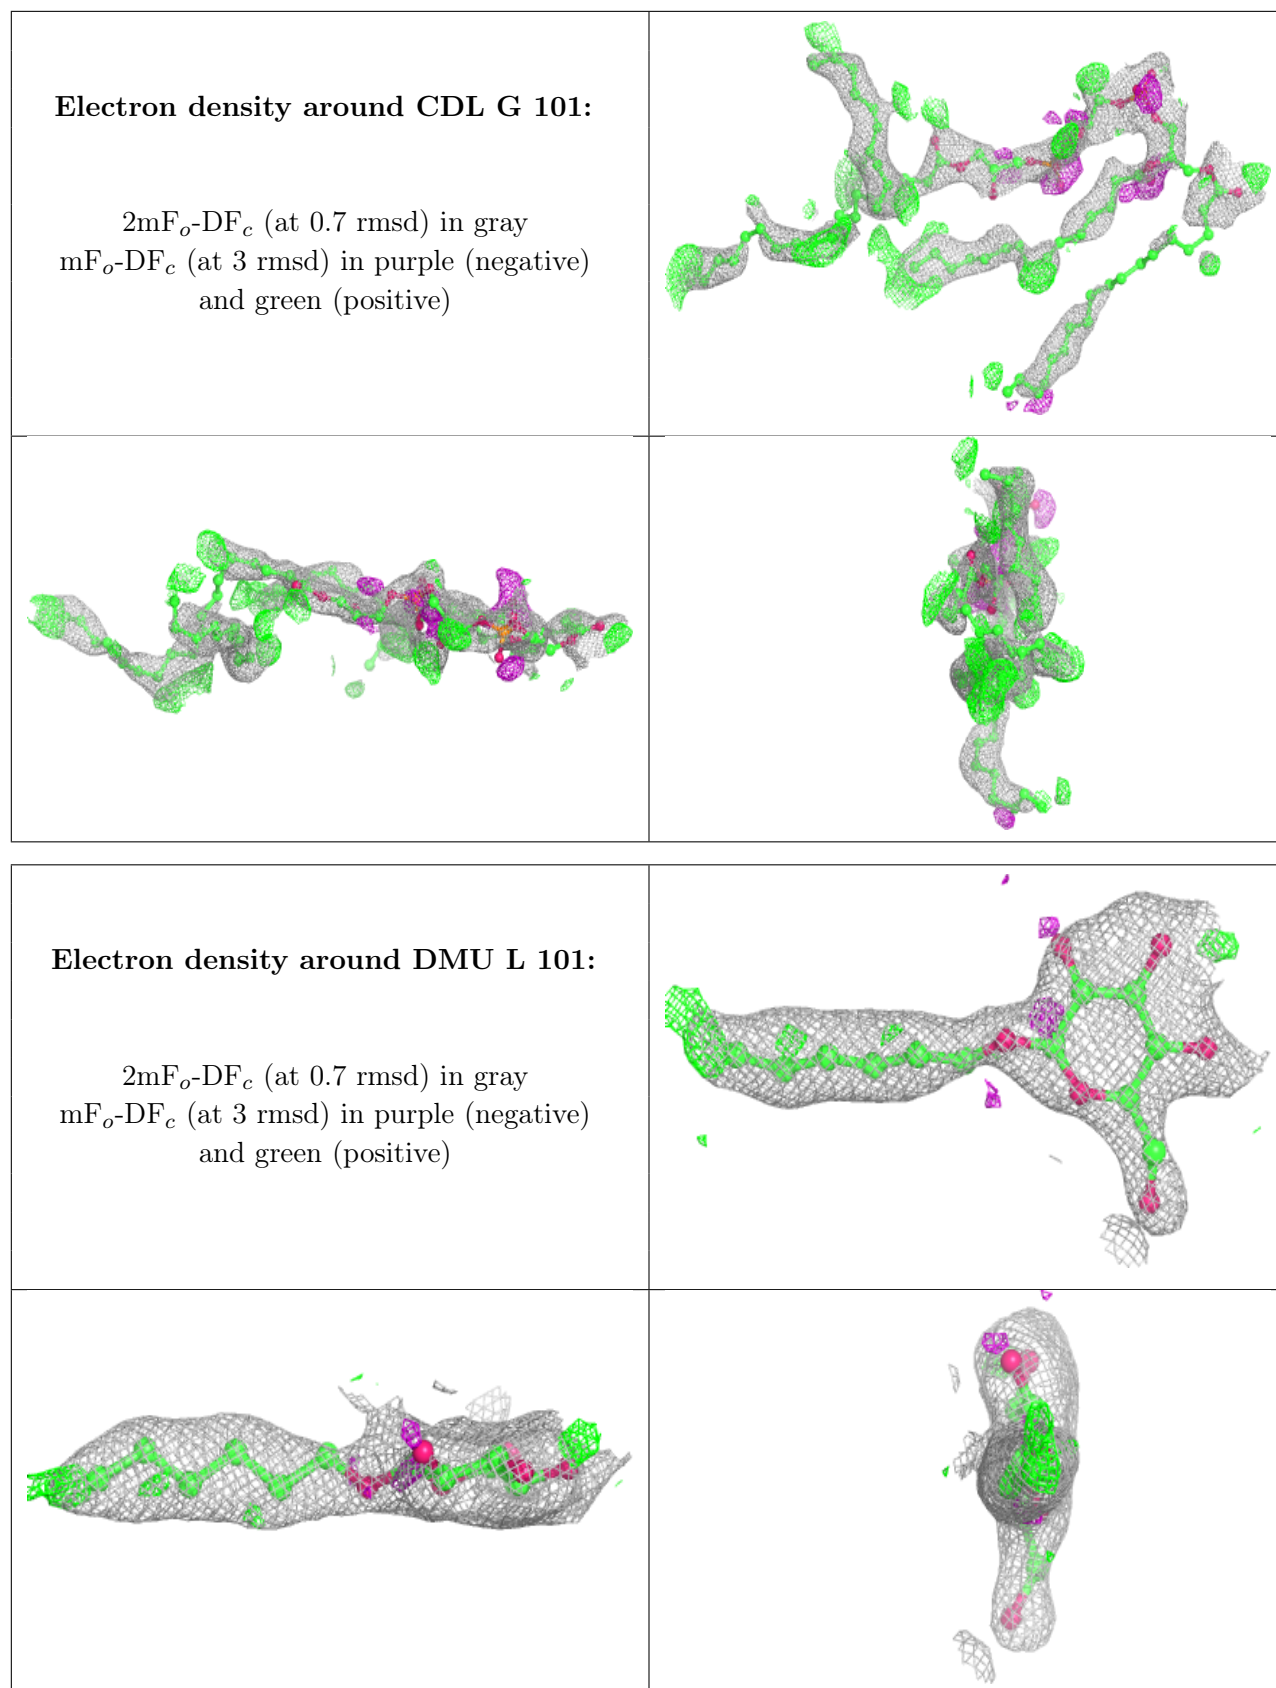 Electron density around CDL G 101:
2mFo-DFc (at 0.7 rmsd) in gray
mFo-DFc (at 3 rmsd) in purple (negative)
and green (positive)
Electron density around DMU L 101:
2mFo-DFc (at 0.7 rmsd) in gray
mFo-DFc (at 3 rmsd) in purple (negative)
and green (positive)